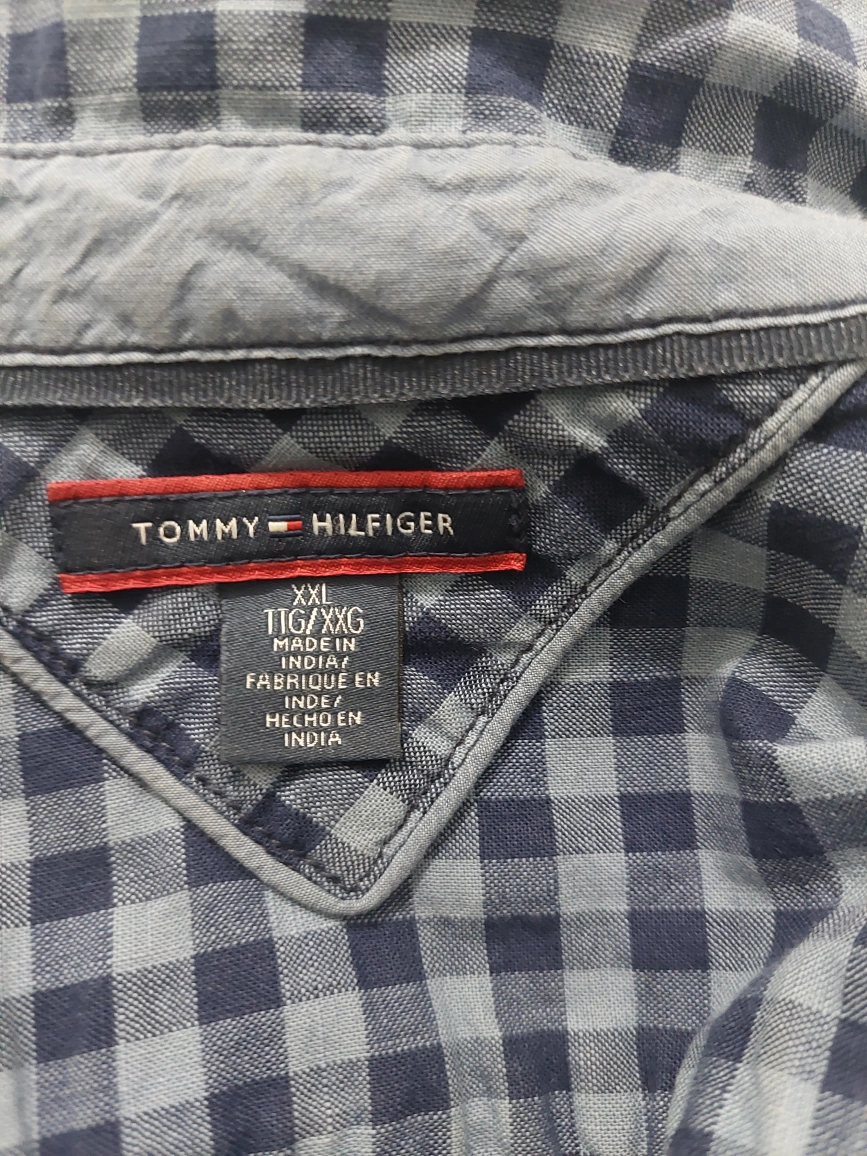 TOMMY HILFIGER
XXL
TTG/XXG
MADE IN
INDIA/
FABRIQUE EN
INDE/
HECHO EN
INDIA